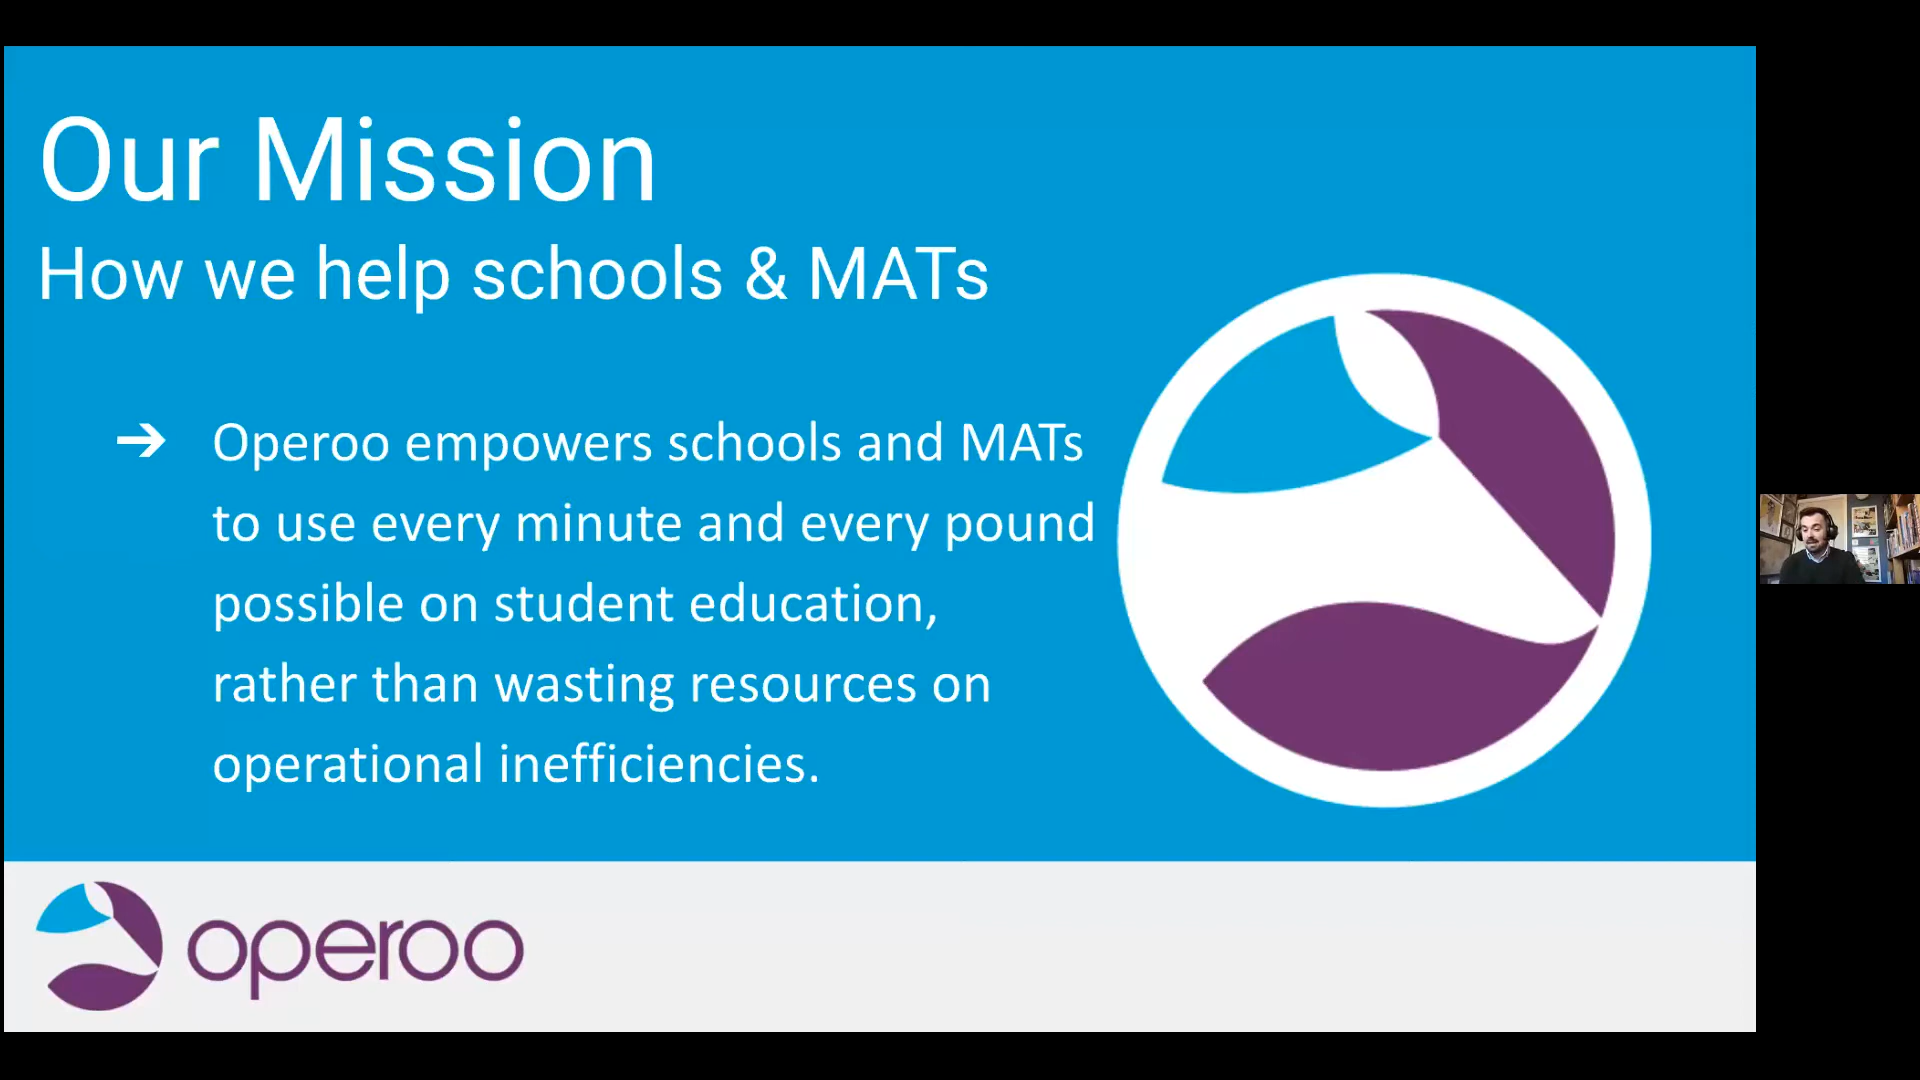 Our Mission
How we help schools & MATs
➔ Operoo empowers schools and MATs
to use every minute and every pound
possible on student education,
rather than wasting resources on
operational inefficiencies.
operoo